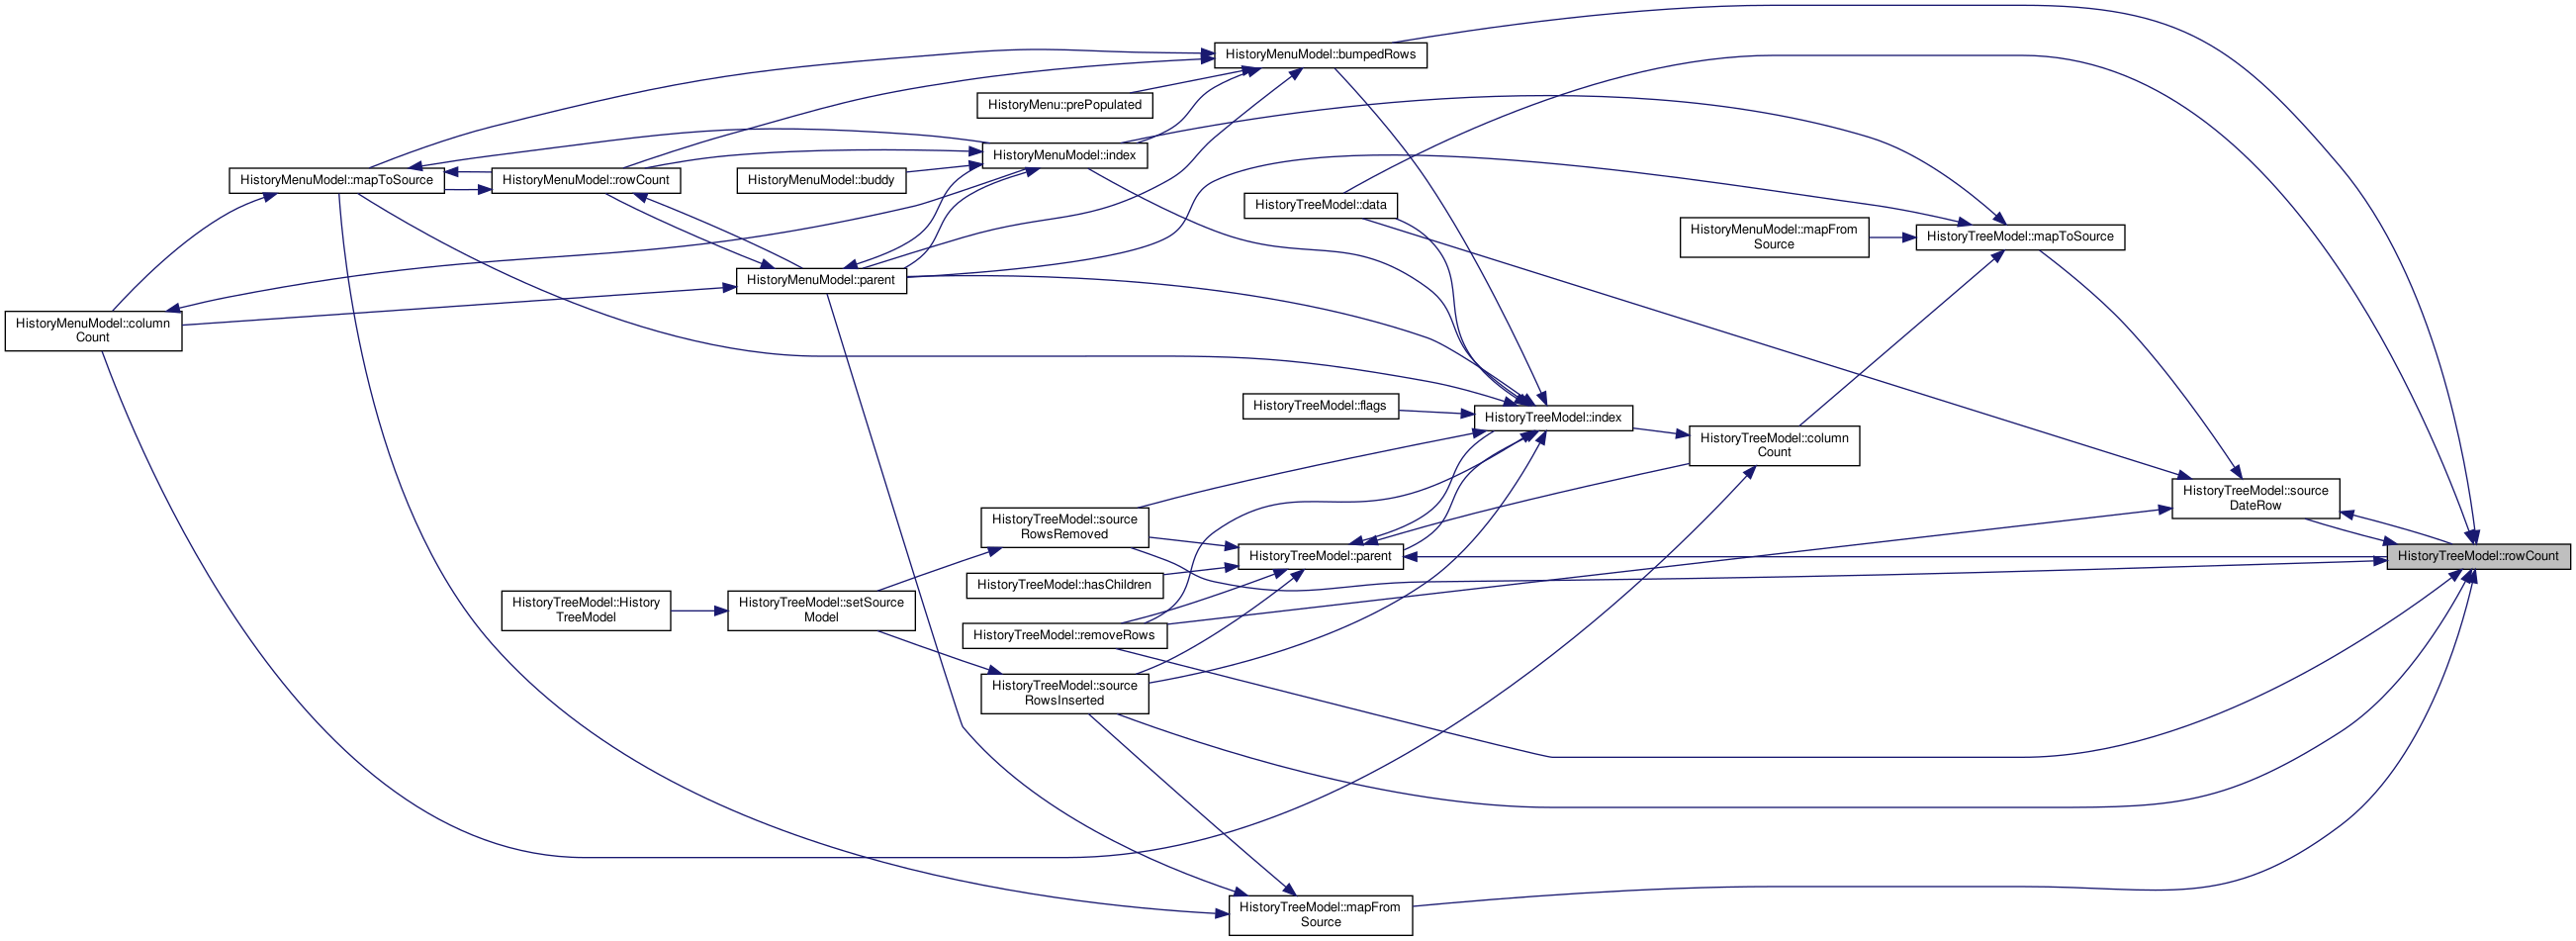 HistoryMenuModel::bumpedRows
HistoryMenu::prePopulated
HistoryMenuModel::index
HistoryMenuModel::mapToSource
HistoryMenuModel::rowCount
HistoryMenuModel::buddy
HistoryTreeModel::data
HistoryMenuModel::mapFrom
Source
HistoryTreeModel::mapToSource
HistoryMenuModel::parent
HistoryMenuModel::column
Count
HistoryTreeModel::flags
HistoryTreeModel::index
HistoryTreeModel::column
Count
HistoryTreeModel::source
DateRow
HistoryTreeModel::source
RowsRemoved
HistoryTreeModel::parent
HistoryTreeModel::rowCount
HistoryTreeModel::hasChildren
HistoryTreeModel::History
TreeModel
HistoryTreeModel::setSource
Model
HistoryTreeModel::removeRows
HistoryTreeModel::source
RowsInserted
HistoryTreeModel::mapFrom
Source